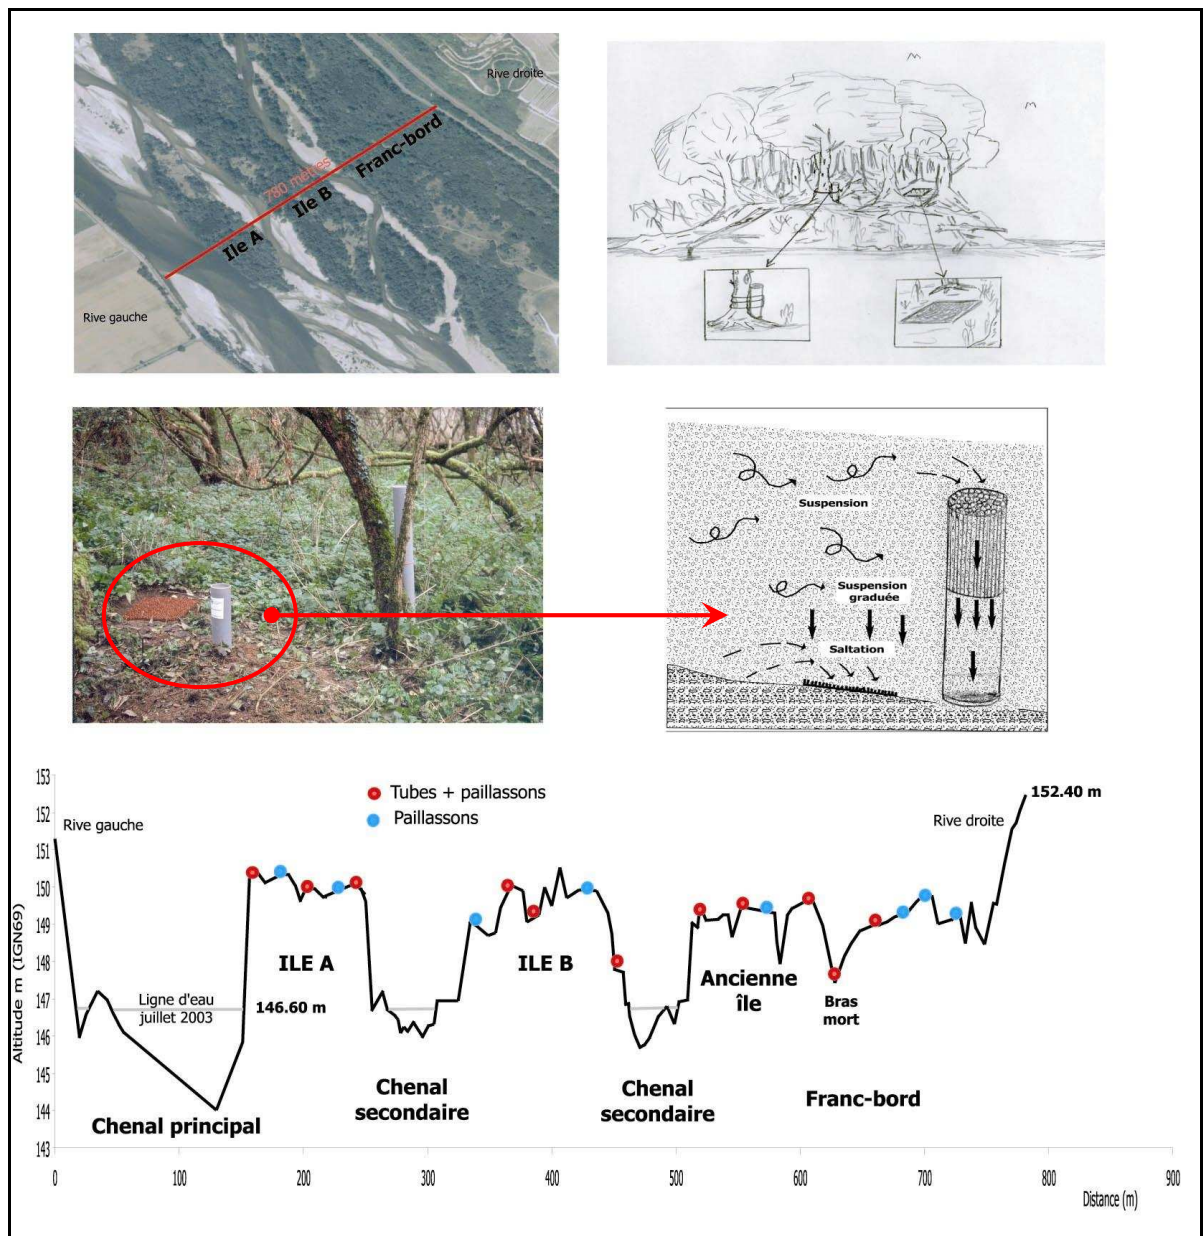 Rive droite
780 mètres
Franc-bord
Ile B
Ile A
Rive gauche
Suspension
Suspension
graduée
Saltation
153
152
151
150
149
148
147
146
145
144
143
Altitude m (IGN69)
Rive gauche
Tubes + paillassons
Paillassons
Rive droite
152.40 m
Ligne d'eau
juillet 2003
146.60 m
ILE A
ILE B
Ancienne
île
Bras
mort
Chenal principal
Chenal
secondaire
Chenal
secondaire
Franc-bord
0
100
200
300
400
500
600
700
800
900
Distance (m)